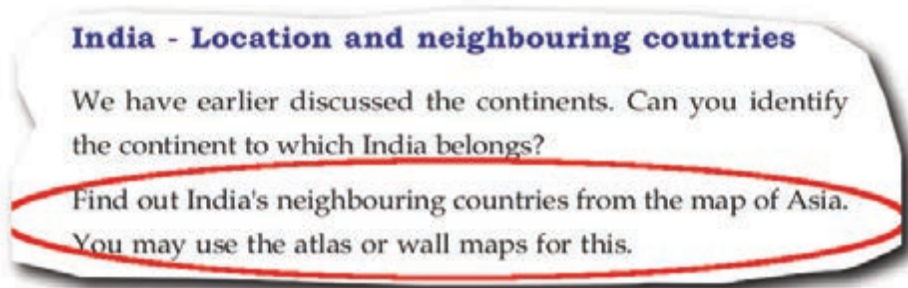 India - Location and neighbouring countries
We have earlier discussed the continents. Can you identify
the continent to which India belongs?
Find out India's neighbouring countries from the map of Asia.
You may use the atlas or wall maps for this.